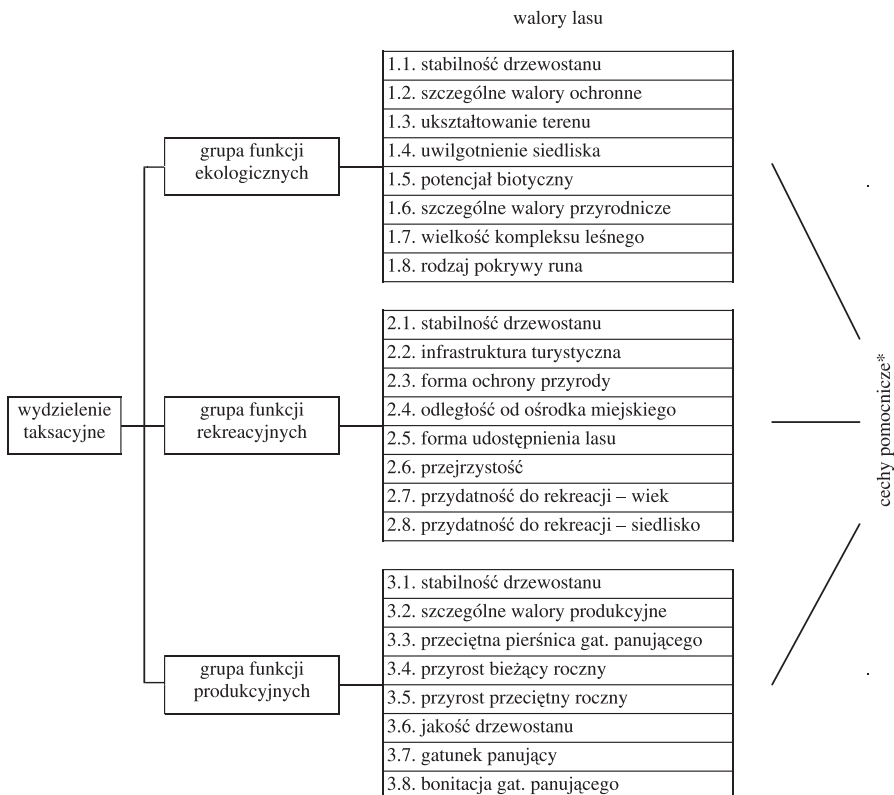 walory lasu
1.1. stabilność drzewostanu
1.2. szczególne walory ochronne
1.3. ukształtowanie terenu
1.4. uwilgotnienie siedliska
1.5. potencjał biotyczny
1.6. szczególne walory przyrodnicze
1.7. wielkość kompleksu leśnego
1.8. rodzaj pokrywy runa
grupa funkcji
ekologicznych
2.1. stabilność drzewostanu
2.2. infrastruktura turystyczna
2.3. forma ochrony przyrody
2.4. odległość od ośrodka miejskiego
2.5. forma udostępnienia lasu
2.6. przejrzystość
2.7. przydatność do rekreacji – wiek
2.8. przydatność do rekreacji – siedlisko
wydzielenie
taksacyjne
grupa funkcji
rekreacyjnych
cechy pomocnicze*
3.1. stabilność drzewostanu
3.2. szczególne walory produkcyjne
3.3. przeciętna pierśnica gat. panującego
3.4. przyrost bieżący roczny
3.5. przyrost przeciętny roczny
3.6. jakość drzewostanu
3.7. gatunek panujący
3.8. bonitacja gat. panującego
grupa funkcji
produkcyjnych